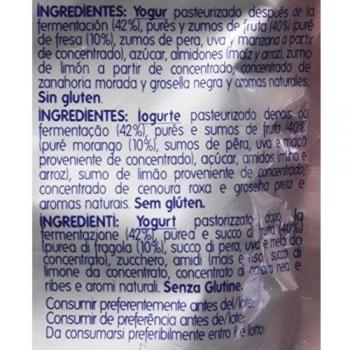 INGREDIENTES: Yogur pasteurizado después de la
fermentación (42%), purés y zumos de fruta (40% (puré
de fresa (10%), zumos de pera, uva y manzana a partir
de concentrado), azúcar, almidones (maíz y arroz), zumo
de limón a partir de concentrado, concentrado de
zanahoria morada y grosella negra y aromas naturales.
Sin gluten.
INGREDIENTES: Iogurte pasteurizado depois da
fermentação (42%), purés e sumos de fruta (40%
(puré morango (10%), sumos de pêra, uva e maçã
proveniente de concentrado), açúcar, amidos (milho e
arroz), sumo de limão proveniente de concentrado,
concentrado de cenoura roxa e groselha preta e
aromas naturais. Sem glúten.
INGREDIENTI: Yogurt pastorizzato dopo la
fermentazione (42%), purea e succo di frutta (40%)
(purea di fragola (10%), succo di pera, uva e mela da
concentrato), zucchero, amidi (mais e riso) succo di
limone da concentrato, concentrato di carota nera e
ribes e aromi naturali. Senza Glutine.
Consumir preferentemente antes del/lote:
Consumir de preferência antes de/lote:
Da consumarsi preferibilmente entro il e lotto: